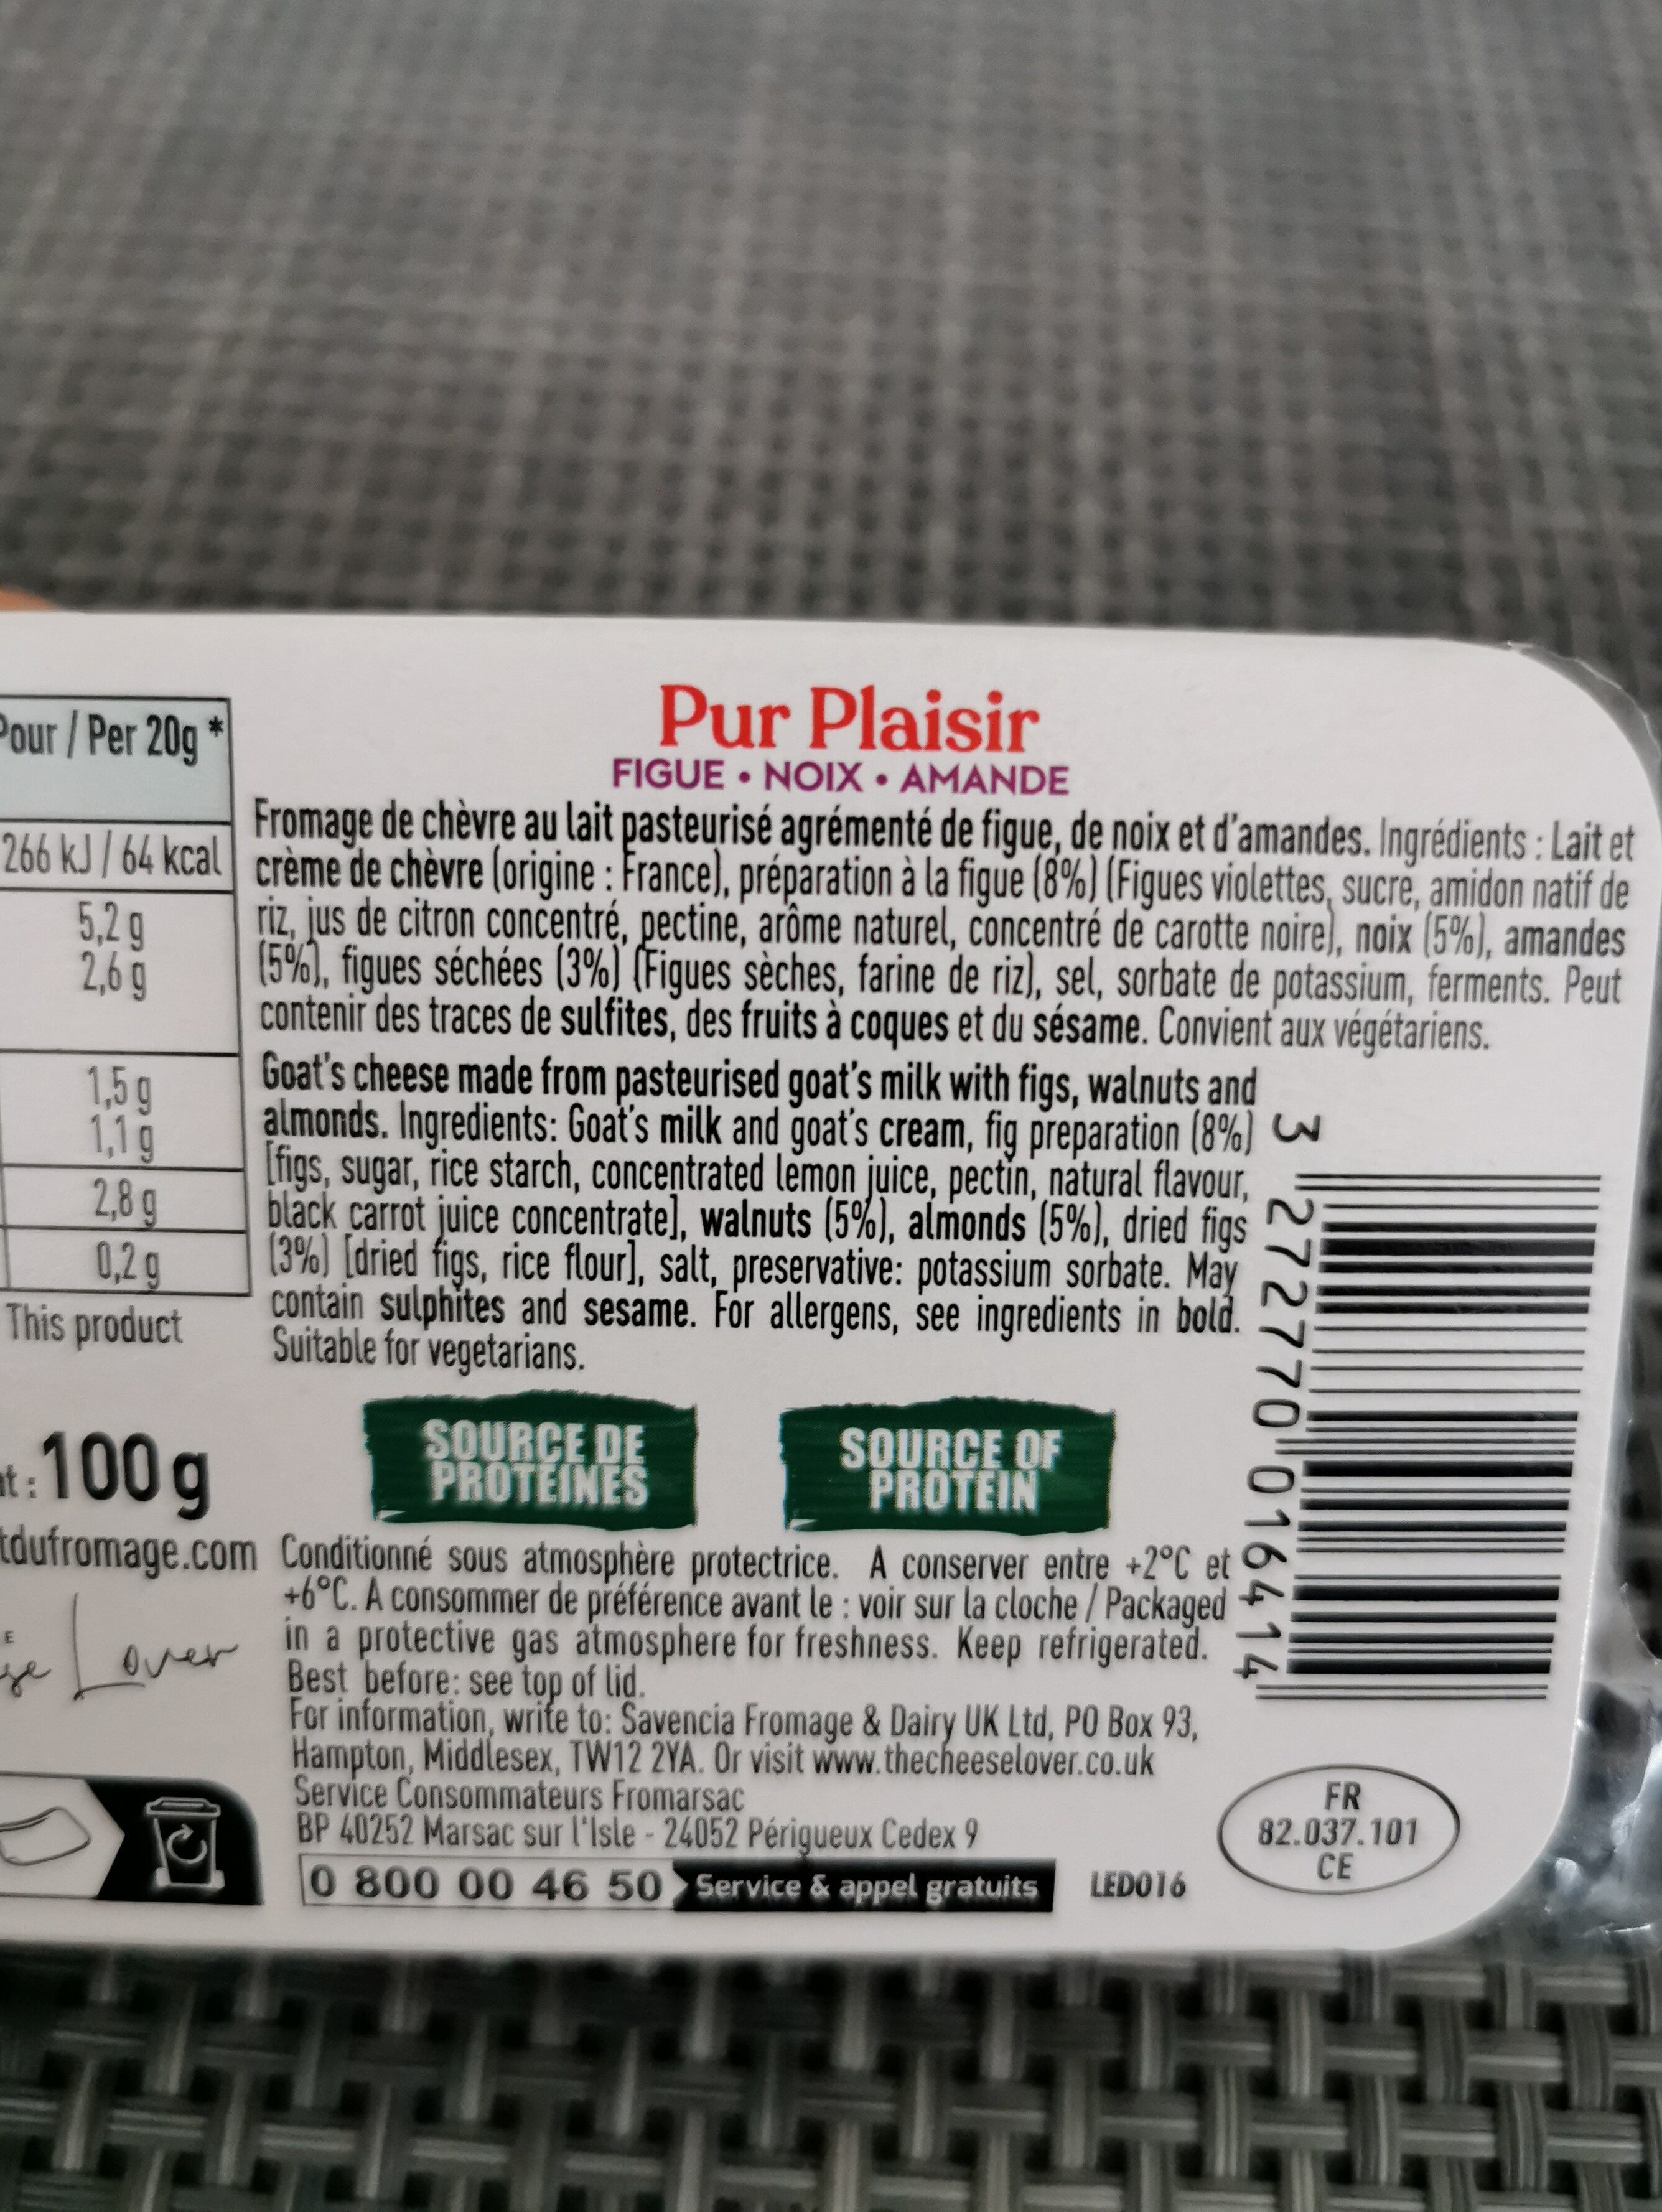 Pour / Per 20g *
266 kJ / 64 kcal
5,2 g
2,6 g
1,5 g
1,1 g
2,8 g
0,2 g
This product
100 g
tdufromage.com
Lover
Pur Plaisir
FIGUE • NOIX • AMANDE
Fromage de chèvre au lait pasteurisé agrémenté de figue, de noix et d'amandes. Ingrédients : Lait et
crème de chèvre (origine : France), préparation à la figue (8%) (Figues violettes, sucre, amidon natif de
riz, jus de citron concentré, pectine, arôme naturel, concentré de carotte noire), noix (5%), amandes
(5%), figues séchées (3%) (Figues sèches, farine de riz), sel, sorbate de potassium, ferments. Peut
contenir des traces de sulfites, des fruits à coques et du sésame. Convient aux végétariens.
Goat's cheese made from pasteurised goat's milk with figs, walnuts and
almonds. Ingredients: Goat's milk and goat's cream, fig preparation (8%)
[figs, sugar, rice starch, concentrated lemon juice, pectin, natural flavour,
black carrot juice concentrate], walnuts (5%), almonds (5%), dried figs
(3%) [dried figs, rice flour], salt, preservative: potassium sorbate. May
contain sulphites and sesame. For allergens, see ingredients in bold.
Suitable for vegetarians.
SOURCE DE
PROTÉINES
SOURCE OF
PROTEIN
Conditionné sous atmosphère protectrice. A conserver entre +2°C et
+6°C. A consommer de préférence avant le : voir sur la cloche / Packaged
in a protective gas atmosphere for freshness. Keep refrigerated.
Best before: see top of lid.
For information, write to: Savencia Fromage & Dairy UK Ltd, PO Box 93,
Hampton, Middlesex, TW12 2YA. Or visit www.thecheeselover.co.uk
Service Consommateurs Fromarsac
BP 40252 Marsac sur l'Isle - 24052 Périgueux Cedex 9
0 800 00 46 50 Service & appel gratuits
LED016
3 272770 016414
FR
82.037.101
CE